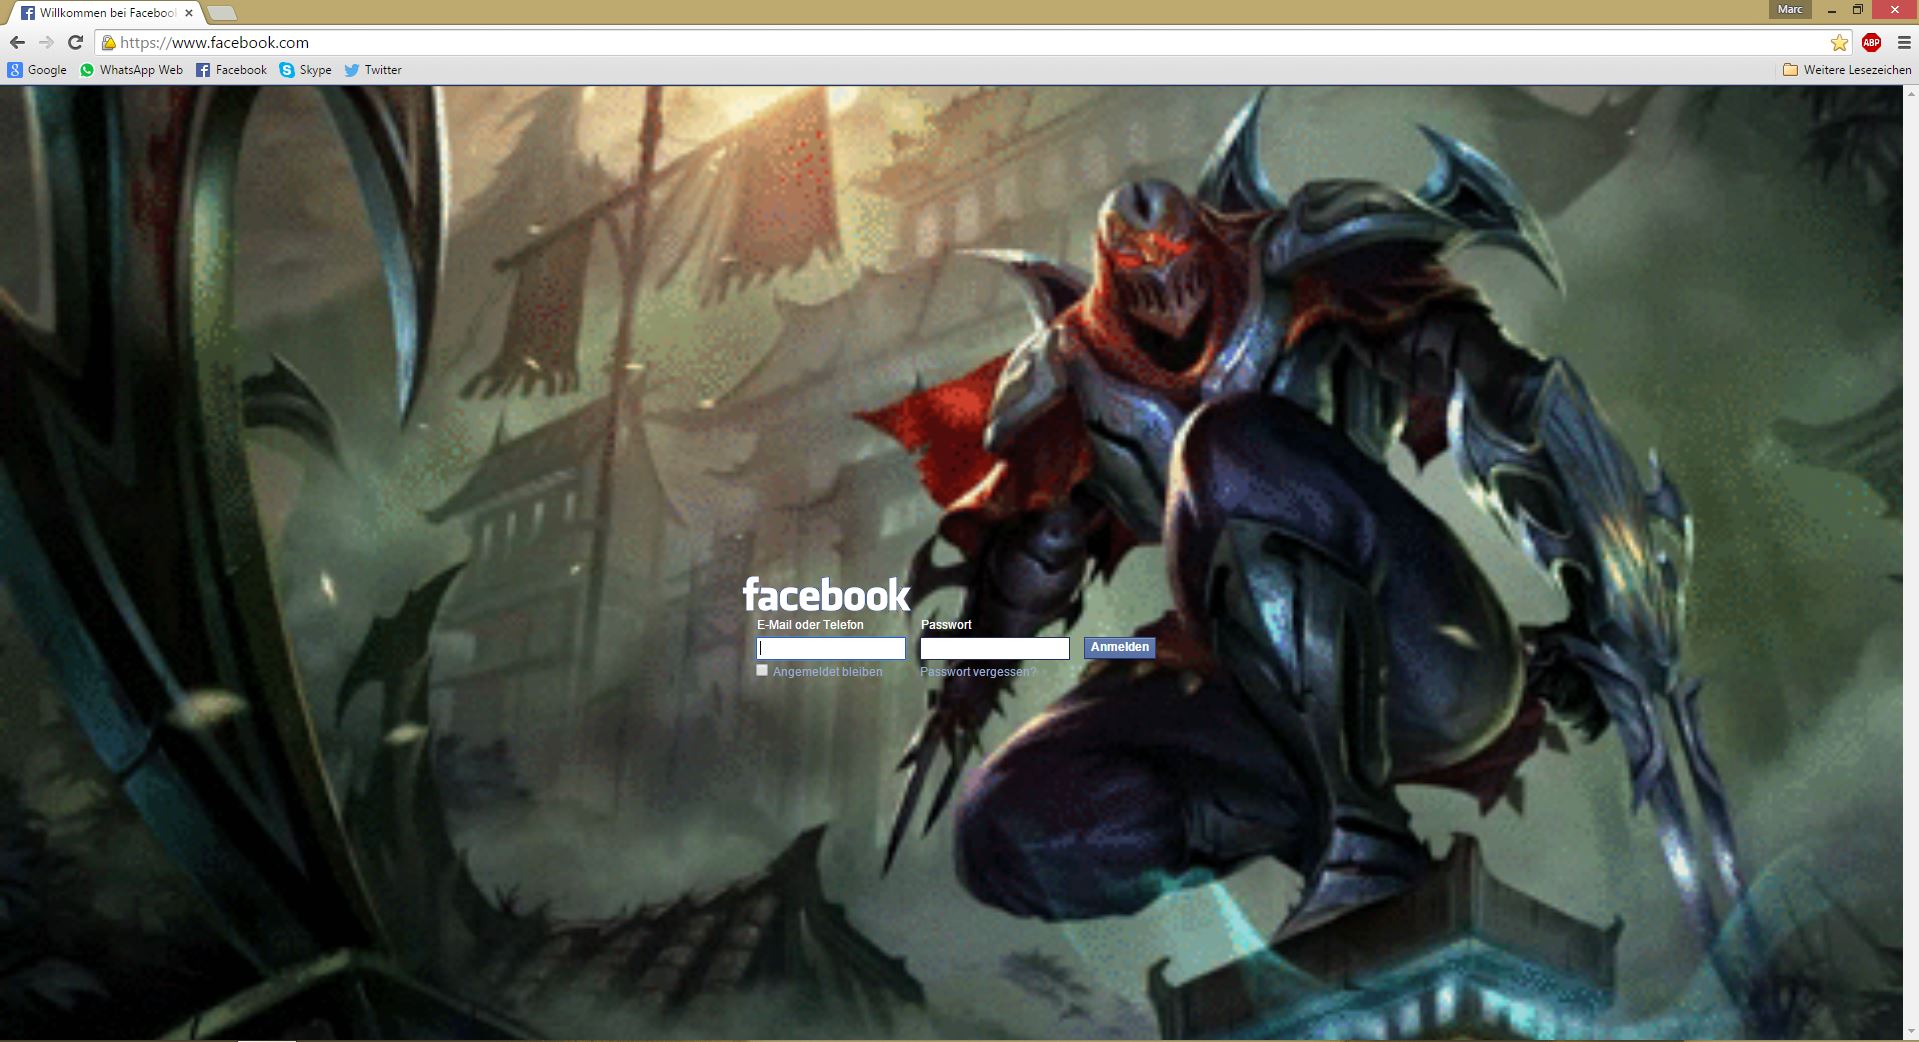 Willkommen bei Facebook
Marc
https://www.facebook.com
ABP
Google
WhatsApp Web
Facebook
Skype
Twitter
Weitere Lesezeichen
facebook
E-Mail oder Telefon
Passwort
Anmelden
Angemeldet bleiben
Passwort vergessen?